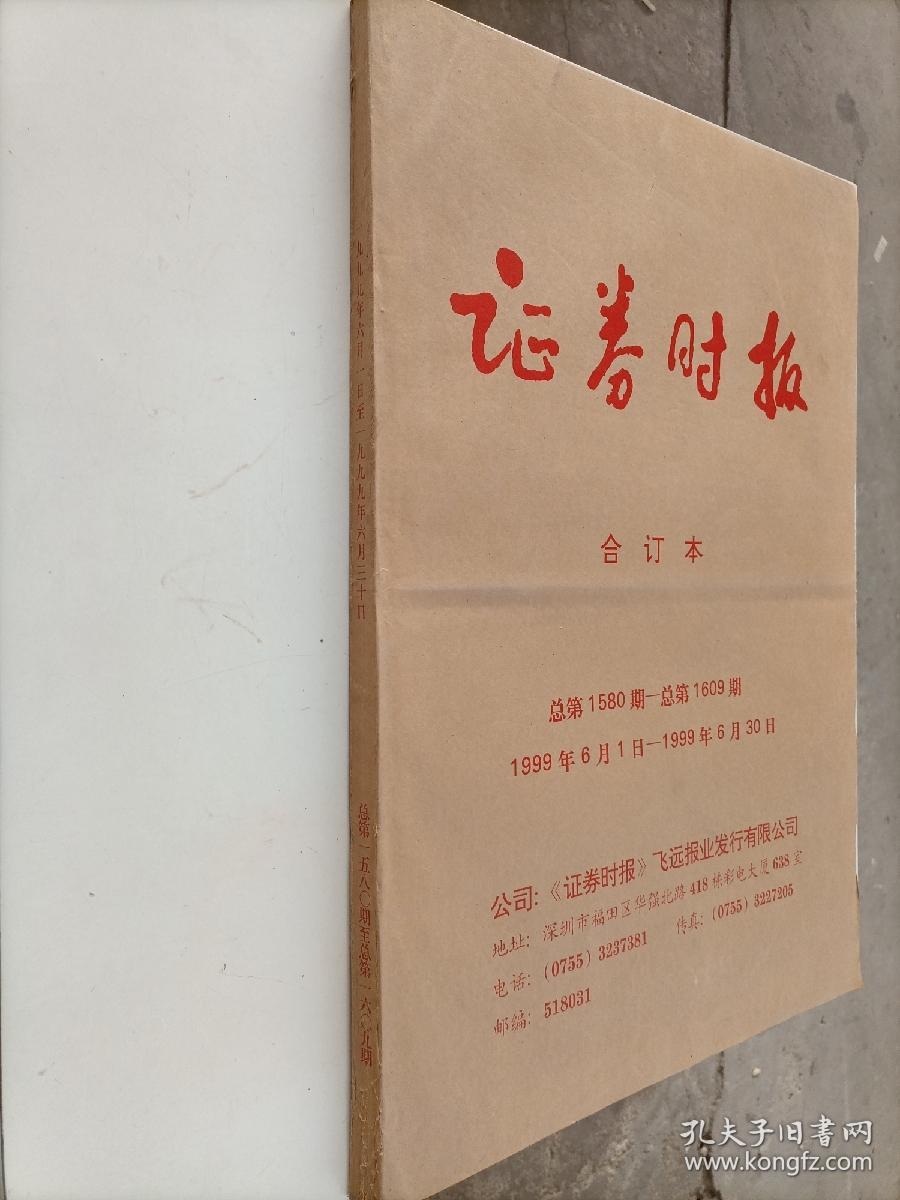 证券时报
合订本
总第1580期—总第1609期
1999年6月1日—1999年6月30日
公司:《证券时报》飞远报业发行有限公司
地址: 深圳市福田区华强北路418栋彩电大厦638室
电话: (0755)3237381 传真: (0755)3227205
邮编: 518031
九九九年六月一日至一九九九年六月三十日
总第一五八〇期至总第一六〇九期
孔夫子旧书网
www.kongfz.com